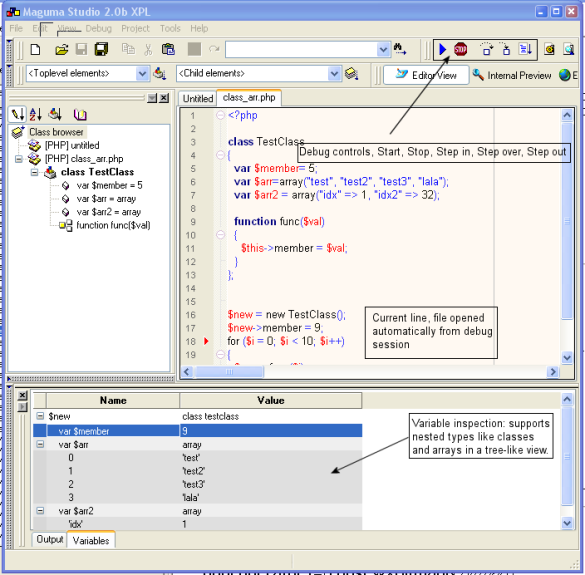 Maguma Studio 2.0b XPL
File Edit View Debug Project Tools Help
STOP
<Toplevel elements> <Child elements> Editor View Internal Preview E
Untitled class_arr.php
Class browser
[PHP] untitled
[PHP] class_arr.php
class TestClass
var $member = 5
var $arr = array
var $arr2 = array
function func($val)
1 <?php
2
3 class TestClass
Debug controls, Start, Stop, Step in, Step over, Step out
4 {
5 var $member= 5;
6 var $arr=array("test", "test2", "test3", "lala");
7 var $arr2 = array("idx" => 1, "idx2" => 32);
8
9 function func($val)
10 {
11 $this->member = $val;
12 }
13 };
14
15
16 $new = new TestClass();
17 $new->member = 9;
18 for ($i = 0; $i < 10; $i++)
19 {
Current line, file opened
automatically from debug
session
Name Value
$new class testclass
var $member 9
var $arr array
0 'test'
1 'test2'
2 'test3'
3 'lala'
var $arr2 array
'idx' 1
Variable inspection: supports
nested types like classes
and arrays in a tree-like view.
Output Variables